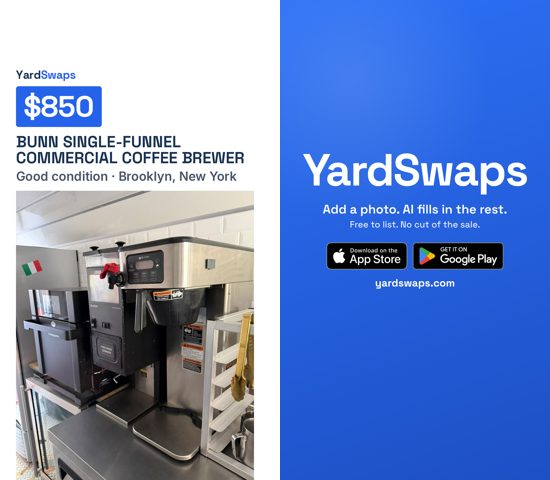 YardSwaps
$850
BUNN SINGLE-FUNNEL
COMMERCIAL COFFEE BREWER
Good condition · Brooklyn, New York
YardSwaps
Add a photo. AI fills in the rest.
Free to list. No cut of the sale.
Download on the
App Store
GET IT ON
Google Play
yardswaps.com